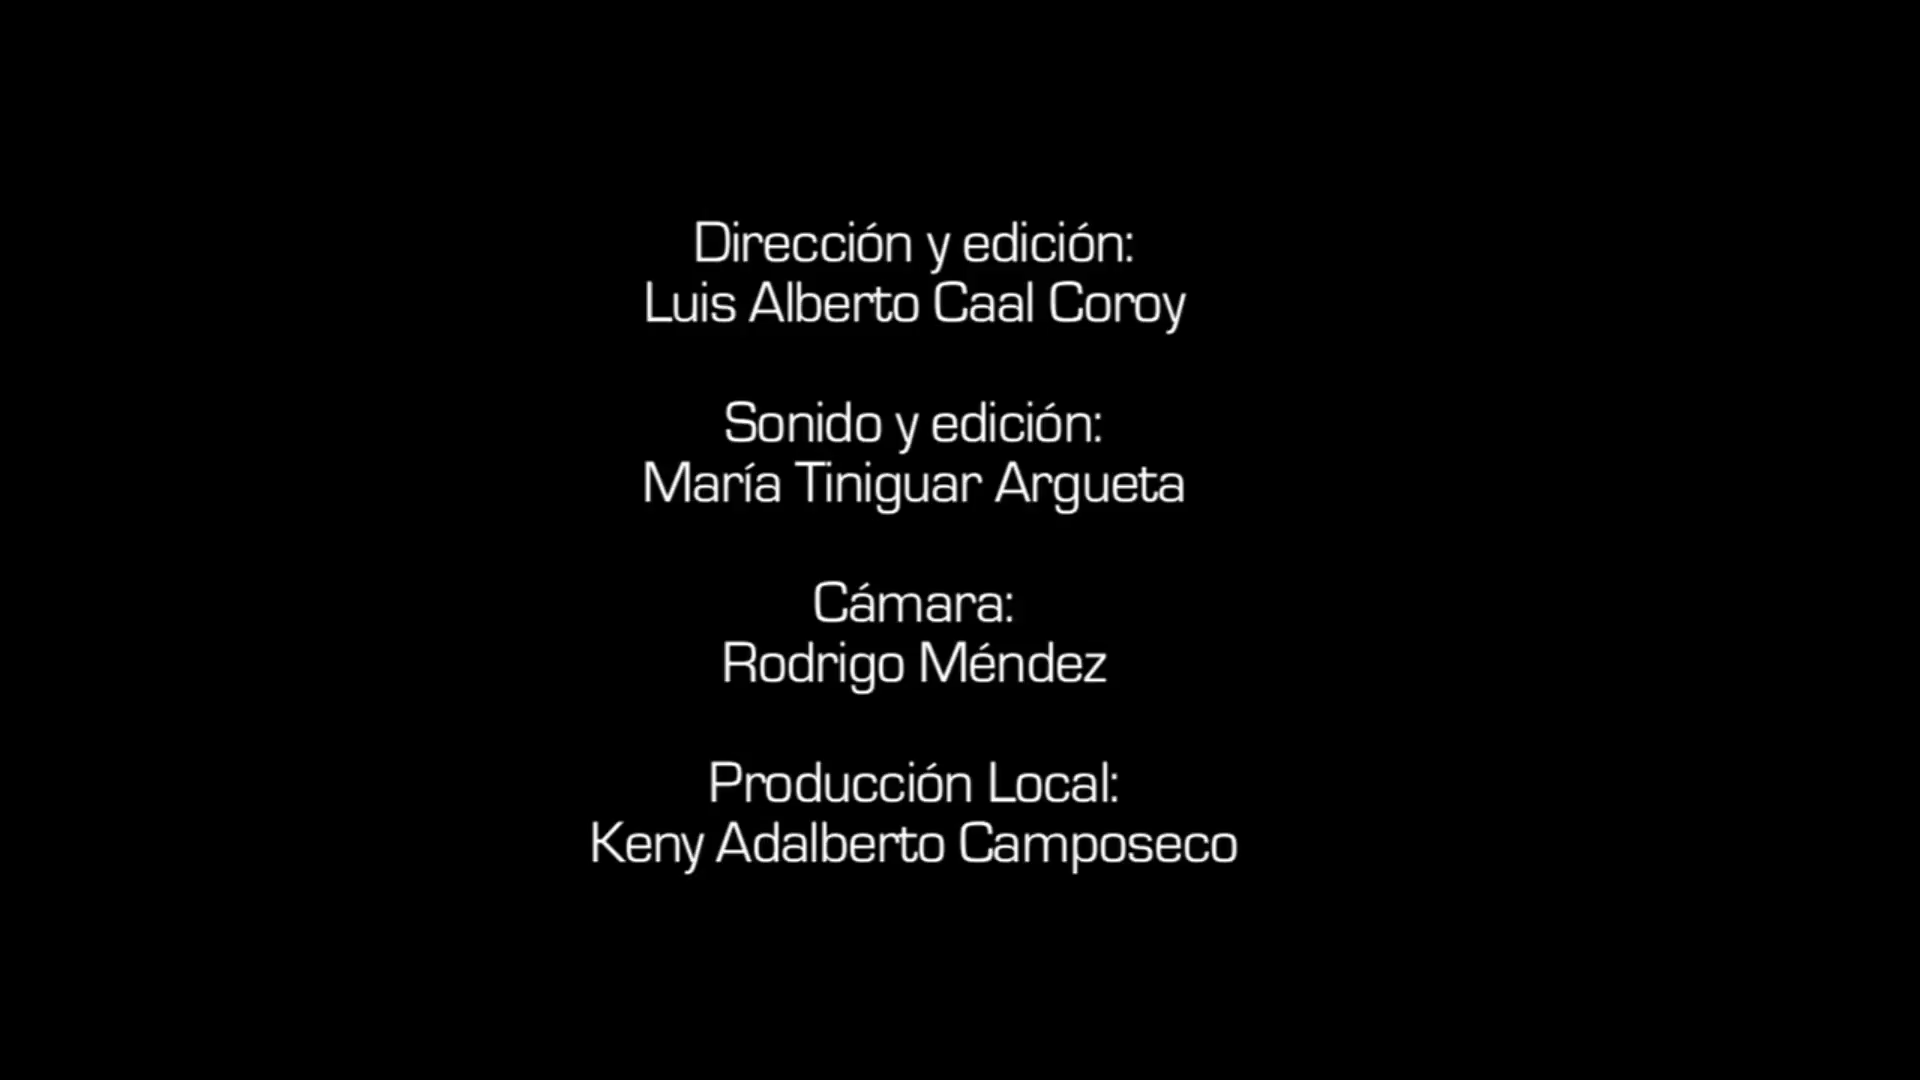 Dirección y edición:
Luis Alberto Caal Coroy
Sonido y edición:
María Tiniguar Argueta
Cámara:
Rodrigo Méndez
Producción Local:
Keny Adalberto Camposeco